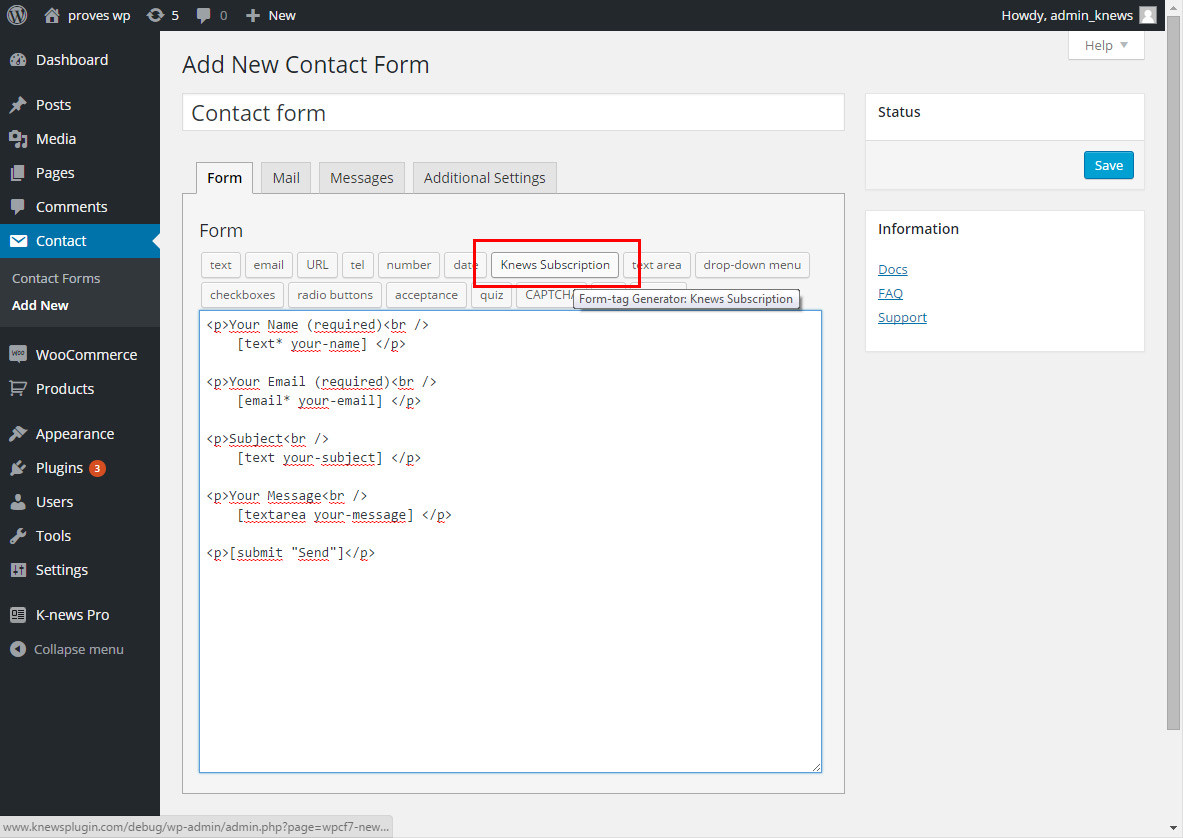 proves wp 5 0 New Howdy, admin_knews
Help
Dashboard
Posts
Media
Pages
Comments
Contact
Contact Forms
Add New
WooCommerce
Products
Appearance
Plugins 3
Users
Tools
Settings
K-news Pro
Collapse menu
Add New Contact Form
Contact form
Form Mail Messages Additional Settings
Form
text email URL tel number date Knews Subscription text area drop-down menu
checkboxes radio buttons acceptance quiz CAPTCHA
Form-tag Generator: Knews Subscription
<p>Your Name (required)<br />
[text* your-name] </p>
<p>Your Email (required)<br />
[email* your-email] </p>
<p>Subject<br />
[text your-subject] </p>
<p>Your Message<br />
[textarea your-message] </p>
<p>[submit "Send"]</p>
Status
Save
Information
Docs
FAQ
Support
www.knewsplugin.com/debug/wp-admin/admin.php?page=wpcf7-new...